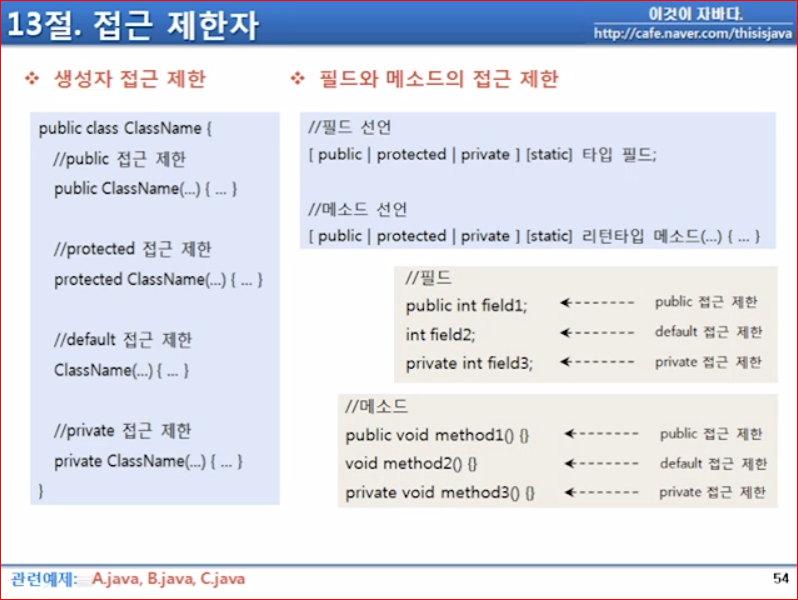 13절. 접근 제한자
이것이 자바다.
http://cafe.naver.com/thisisjava
❖ 생성자 접근 제한
public class ClassName {
//public 접근 제한
public ClassName(...) { ... }
//protected 접근 제한
protected ClassName(...) { ... }
//default 접근 제한
ClassName(...) { ... }
//private 접근 제한
private ClassName(...) { ... }
}
❖ 필드와 메소드의 접근 제한
//필드 선언
[ public | protected | private ] [static] 타입 필드;
//메소드 선언
[ public | protected | private ] [static] 리턴타입 메소드(...) { ... }
//필드
public int field1; public 접근 제한
int field2; default 접근 제한
private int field3; private 접근 제한
//메소드
public void method1() {} public 접근 제한
void method2() {} default 접근 제한
private void method3() {} private 접근 제한
관련예제: A.java, B.java, C.java
54